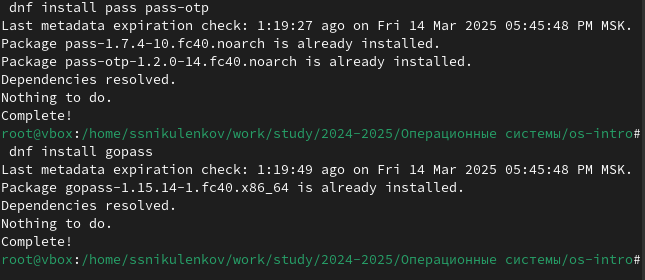 dnf install pass pass-otp
Last metadata expiration check: 1:19:27 ago on Fri 14 Mar 2025 05:45:48 PM MSK.
Package pass-1.7.4-10.fc40.noarch is already installed.
Package pass-otp-1.2.0-14.fc40.noarch is already installed.
Dependencies resolved.
Nothing to do.
Complete!
root@vbox:/home/ssnikulenkov/work/study/2024-2025/Операционные системы/os-intro#
dnf install gopass
Last metadata expiration check: 1:19:49 ago on Fri 14 Mar 2025 05:45:48 PM MSK.
Package gopass-1.15.14-1.fc40.x86_64 is already installed.
Dependencies resolved.
Nothing to do.
Complete!
root@vbox:/home/ssnikulenkov/work/study/2024-2025/Операционные системы/os-intro#